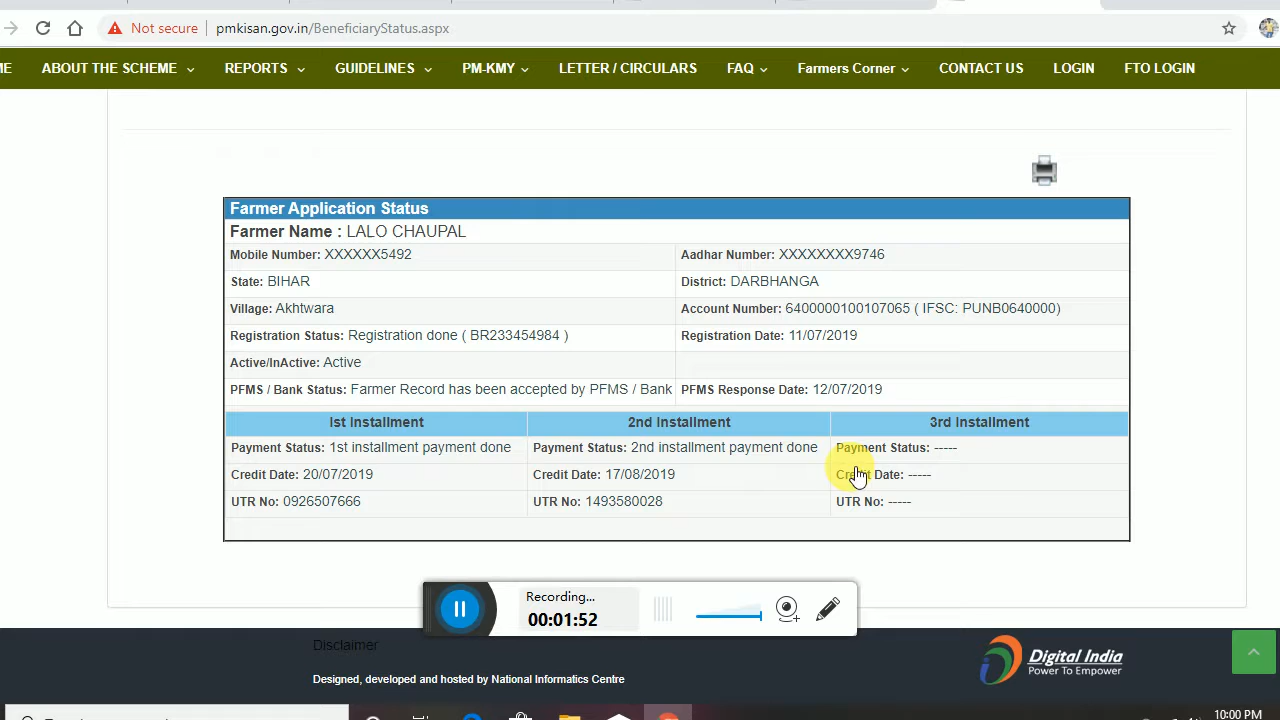 Not secure pmkisan.gov.in/BeneficiaryStatus.aspx
ME ABOUT THE SCHEME REPORTS GUIDELINES PM-KMY LETTER / CIRCULARS FAQ Farmers Corner CONTACT US LOGIN FTO LOGIN
Farmer Application Status
Farmer Name : LALO CHAUPAL
Mobile Number: XXXXXX5492 Aadhar Number: XXXXXXXX9746
State: BIHAR District: DARBHANGA
Village: Akhtwara Account Number: 6400000100107065 ( IFSC: PUNB0640000)
Registration Status: Registration done ( BR233454984 ) Registration Date: 11/07/2019
Active/InActive: Active
PFMS / Bank Status: Farmer Record has been accepted by PFMS / Bank PFMS Response Date: 12/07/2019
1st Installment 2nd Installment 3rd Installment
Payment Status: 1st installment payment done Payment Status: 2nd installment payment done Payment Status: -----
Credit Date: 20/07/2019 Credit Date: 17/08/2019 Credit Date: -----
UTR No: 0926507666 UTR No: 1493580028 UTR No: -----
Recording...
00:01:52
Disclaimer
Designed, developed and hosted by National Informatics Centre
Digital India
Power To Empower
10:00 PM